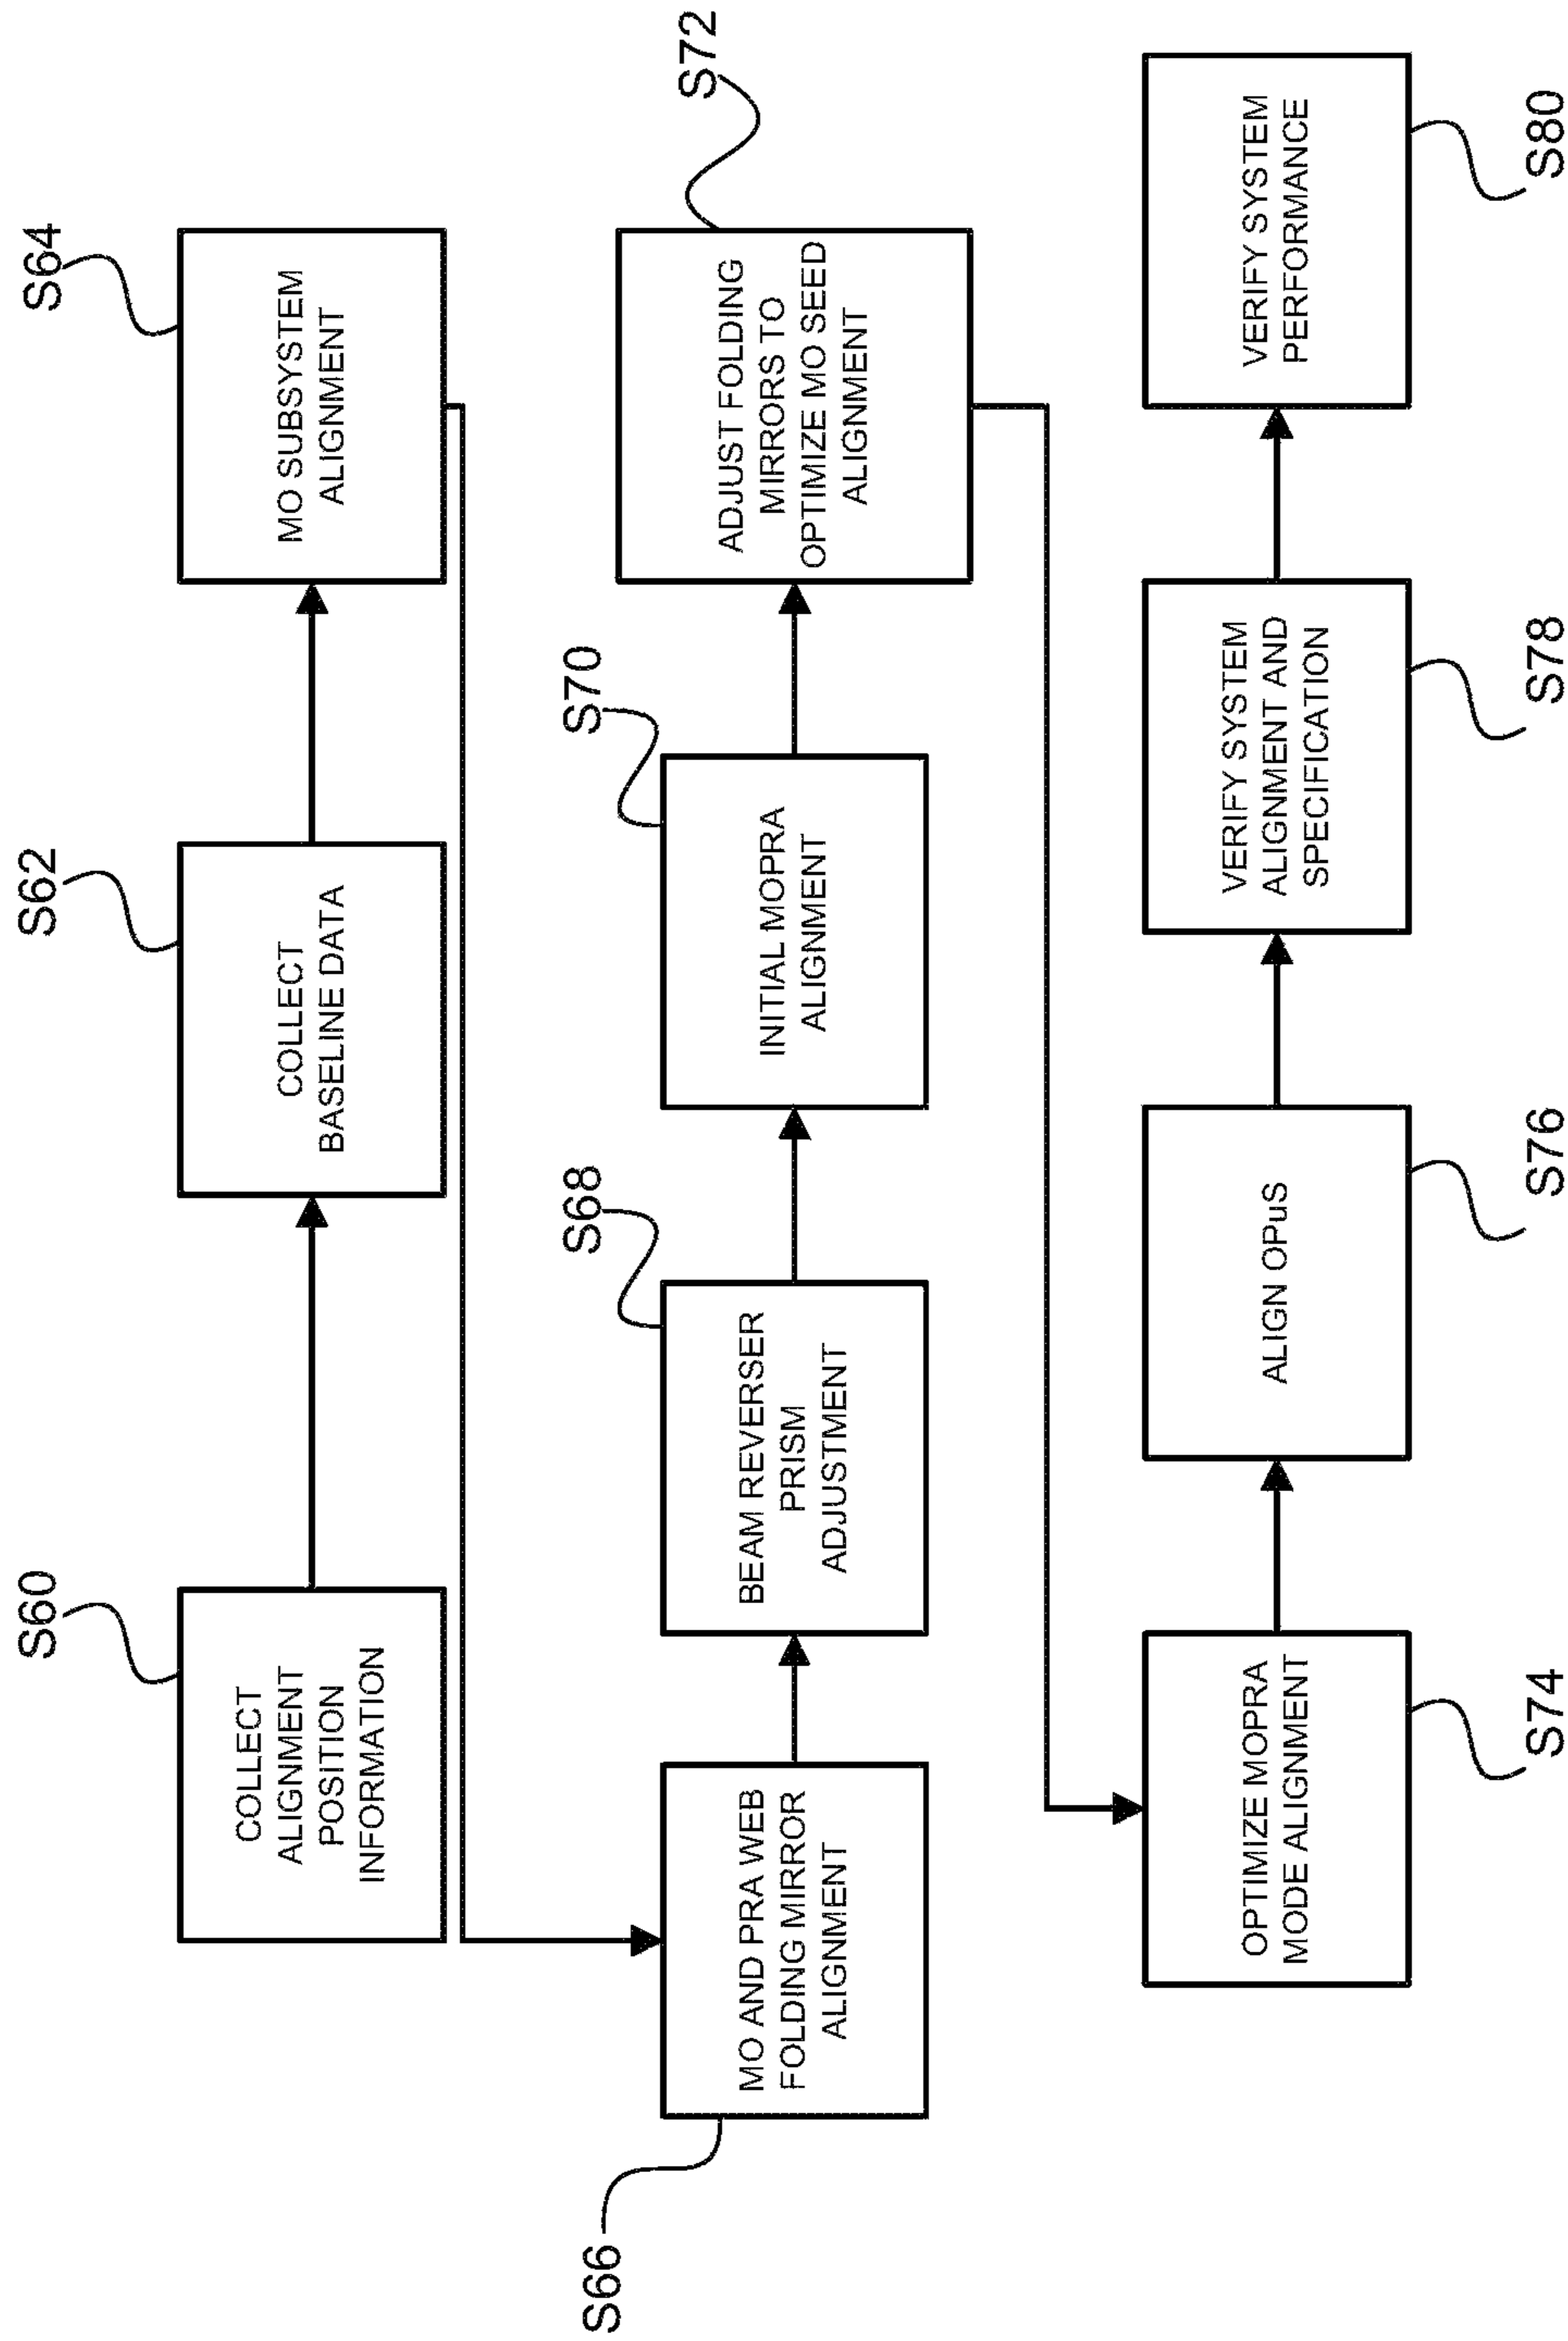 S60
COLLECT
ALIGNMENT
POSITION
INFORMATION
S62
COLLECT
BASELINE DATA
S64
MO SUBSYSTEM
ALIGNMENT
S66
MO AND PRA WEB
FOLDING MIRROR
ALIGNMENT
S68
BEAM REVERSER
PRISM
ADJUSTMENT
S70
INITIAL MOPRA
ALIGNMENT
S72
ADJUST FOLDING
MIRRORS TO
OPTIMIZE MO SEED
ALIGNMENT
OPTIMIZE MOPRA
MODE ALIGNMENT
S74
ALIGN OPuS
S76
VERIFY SYSTEM
ALIGNMENT AND
SPECIFICATION
S78
VERIFY SYSTEM
PERFORMANCE
S80